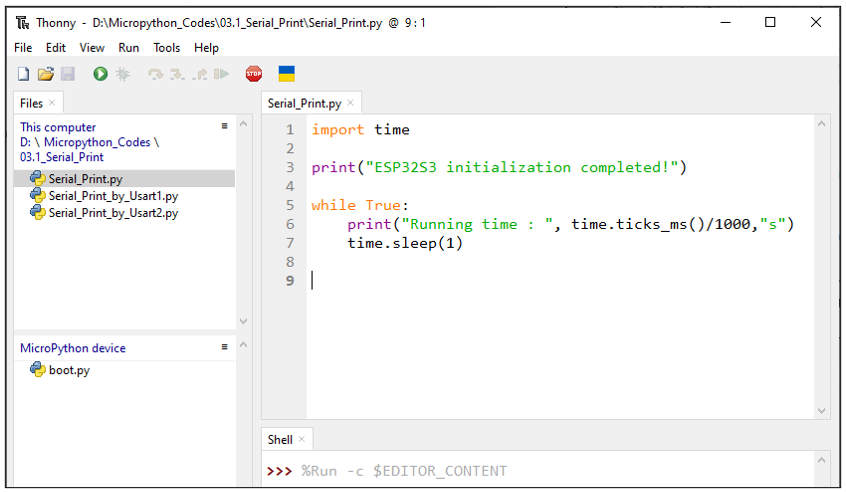 Thonny - D:\Micropython_Codes\03.1_Serial_Print\Serial_Print.py @ 9 : 1
File Edit View Run Tools Help
STOP
Files ×
This computer
D: \ Micropython_Codes \
03.1_Serial_Print
Serial_Print.py
Serial_Print_by_Usart1.py
Serial_Print_by_Usart2.py
MicroPython device
boot.py
Serial_Print.py ×
1 import time
2
3 print("ESP32S3 initialization completed!")
4
5 while True:
6     print("Running time : ", time.ticks_ms()/1000,"s")
7     time.sleep(1)
8
9
Shell ×
>>> %Run -c $EDITOR_CONTENT